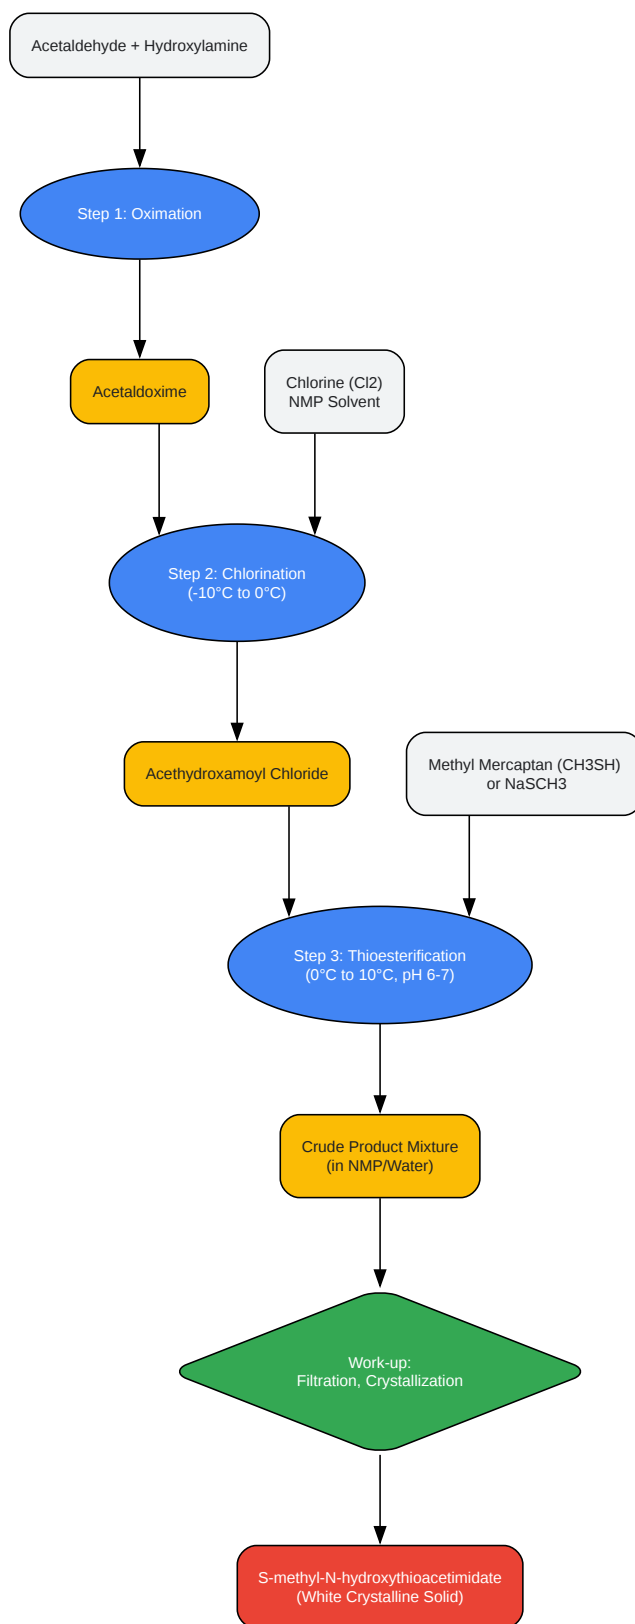 Acetaldehyde + Hydroxylamine
Step 1: Oximation
Acetaldoxime
Chlorine (Cl2)
NMP Solvent
Step 2: Chlorination
(-10°C to 0°C)
Acethydroxamoyl Chloride
Methyl Mercaptan (CH3SH)
or NaSCH3
Step 3: Thioesterification
(0°C to 10°C, pH 6-7)
Crude Product Mixture
(in NMP/Water)
Work-up:
Filtration, Crystallization
S-methyl-N-hydroxythioacetimidate
(White Crystalline Solid)